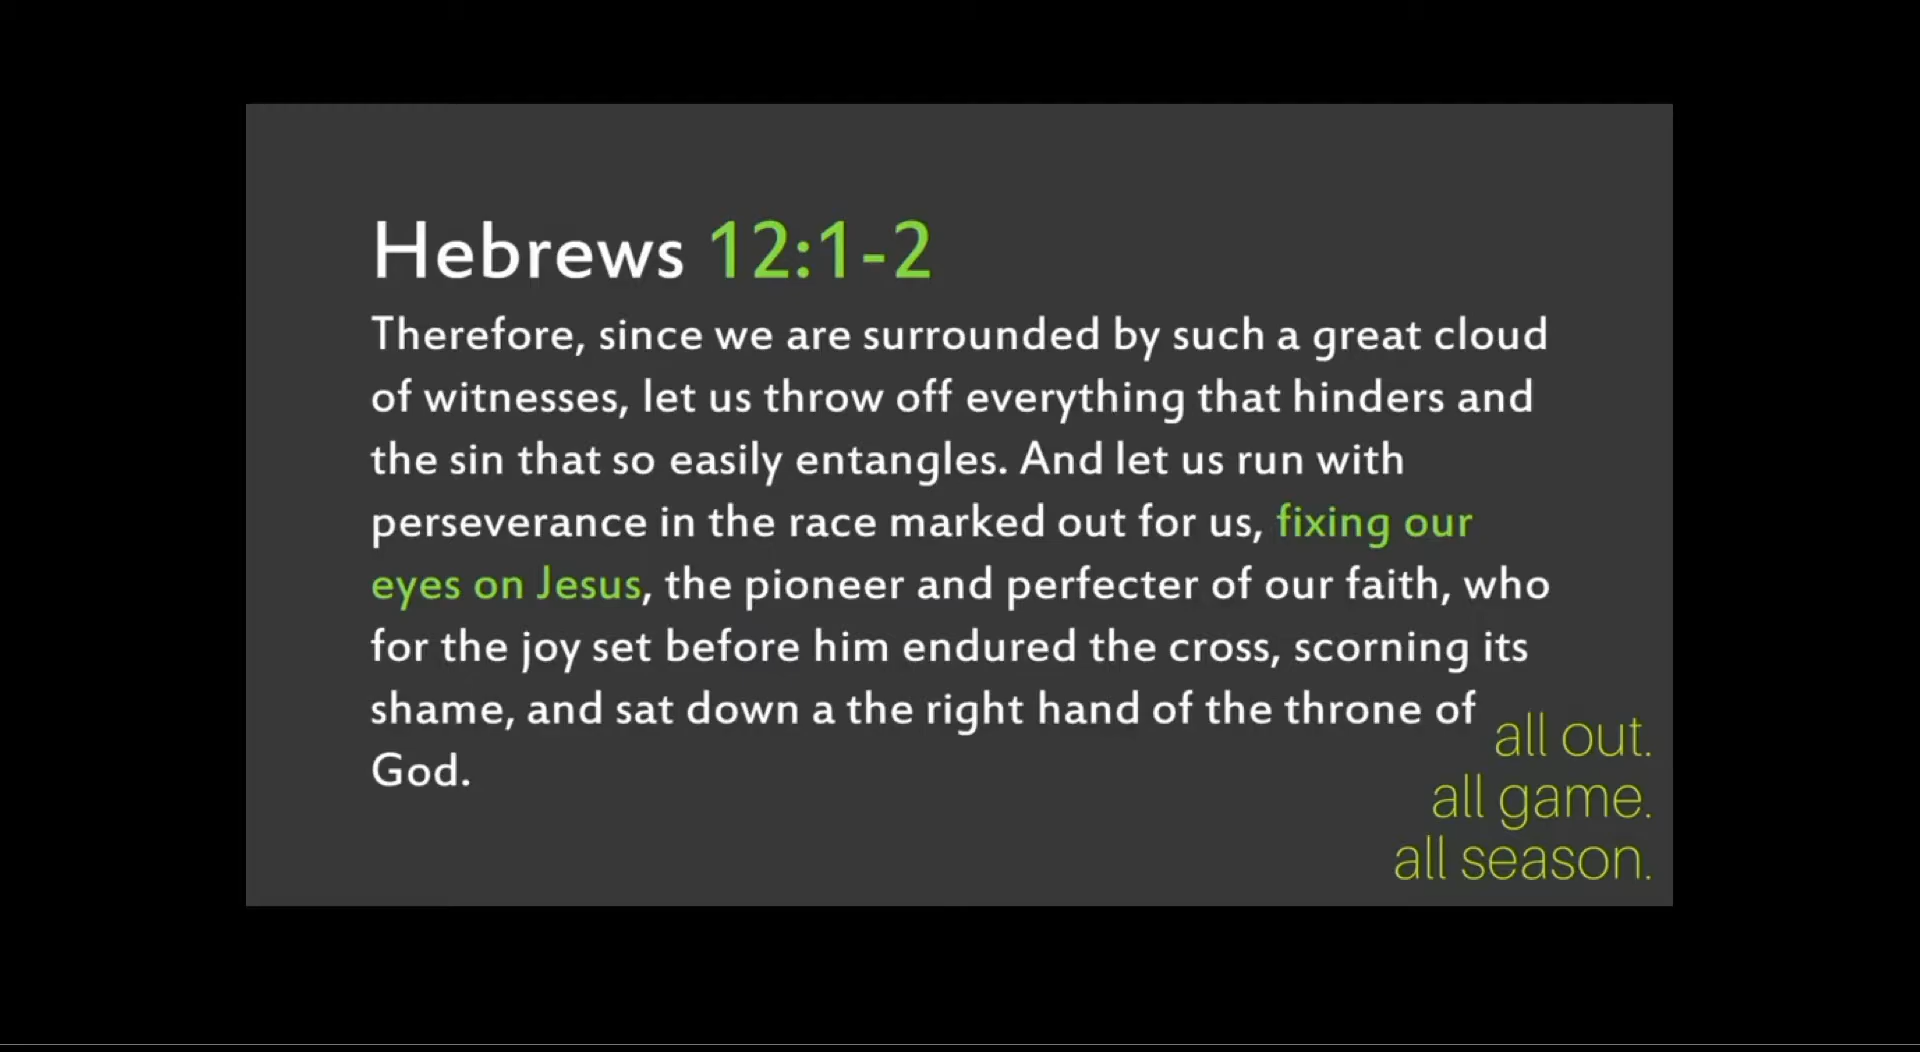 Hebrews 12:1-2
Therefore, since we are surrounded by such a great cloud
of witnesses, let us throw off everything that hinders and
the sin that so easily entangles. And let us run with
perseverance in the race marked out for us, fixing our
eyes on Jesus, the pioneer and perfecter of our faith, who
for the joy set before him endured the cross, scorning its
shame, and sat down a the right hand of the throne of
God.
all out.
all game.
all season.